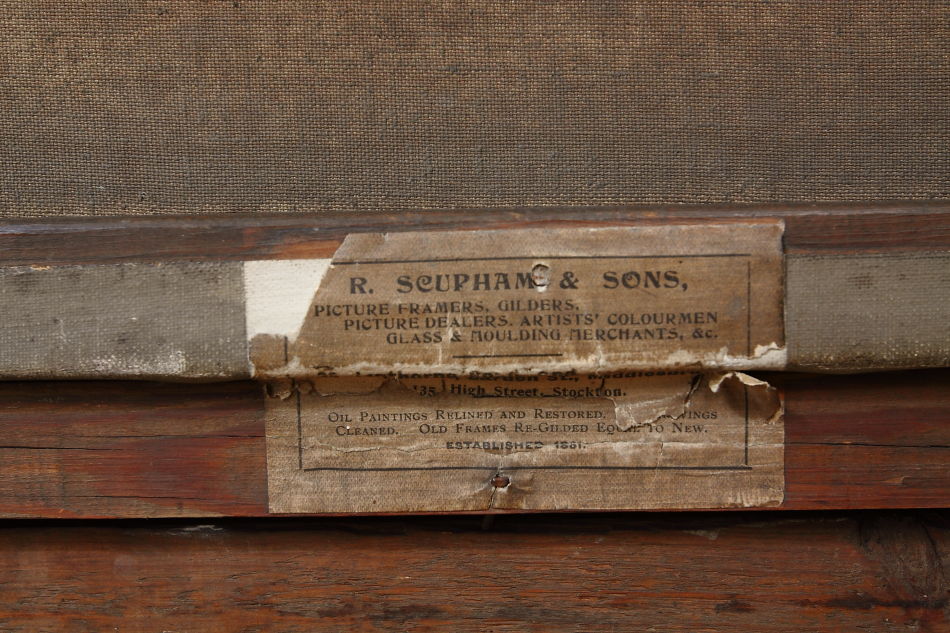 R. SCUPHAM & SONS,
PICTURE FRAMERS, GILDERS,
PICTURE DEALERS, ARTISTS' COLOURMEN
GLASS & MOULDING MERCHANTS, &c.
135 High Street, Stockton.
OIL PAINTINGS RELINED AND RESTORED.
CLEANED. OLD FRAMES RE-GILDED EQUAL TO NEW.
ESTABLISHED 1881.